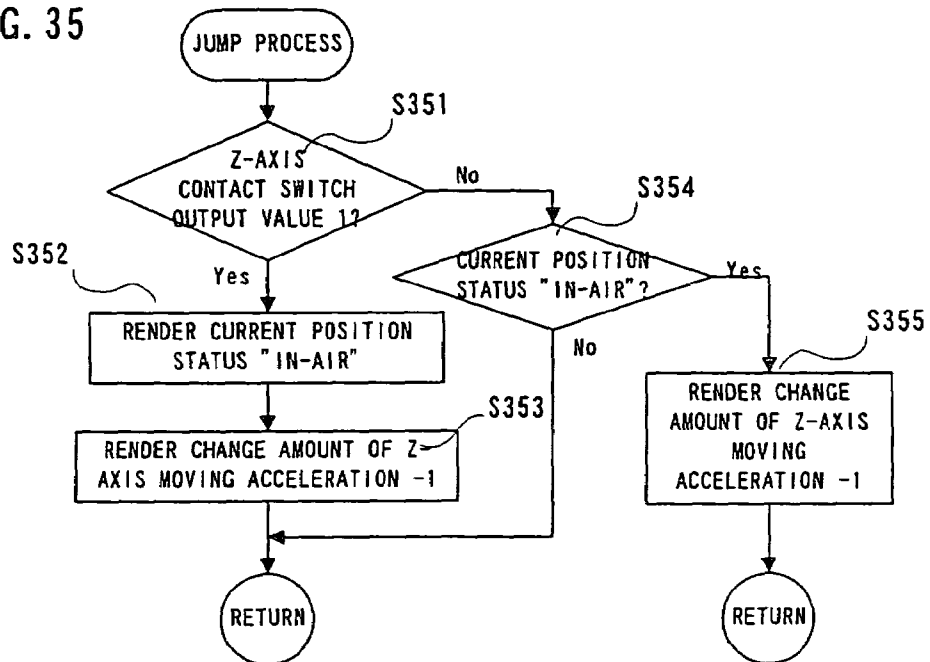 G. 35
JUMP PROCESS
S351
Z-AXIS
CONTACT SWITCH
OUTPUT VALUE 1?
No
Yes
S352
RENDER CURRENT POSITION
STATUS "IN-AIR"
S353
RENDER CHANGE AMOUNT OF Z-
AXIS MOVING ACCELERATION -1
RETURN
S354
CURRENT POSITION
STATUS "IN-AIR"?
Yes
No
S355
RENDER CHANGE
AMOUNT OF Z-AXIS
MOVING
ACCELERATION -1
RETURN